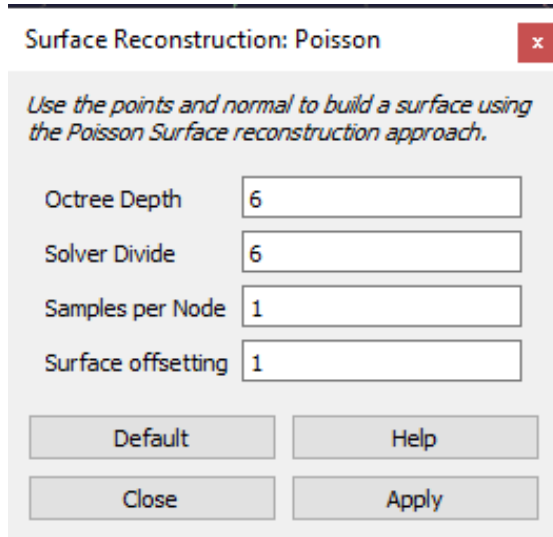 Surface Reconstruction: Poisson
x
Use the points and normal to build a surface using
the Poisson Surface reconstruction approach.
Octree Depth 6
Solver Divide 6
Samples per Node 1
Surface offsetting 1
Default Help
Close Apply